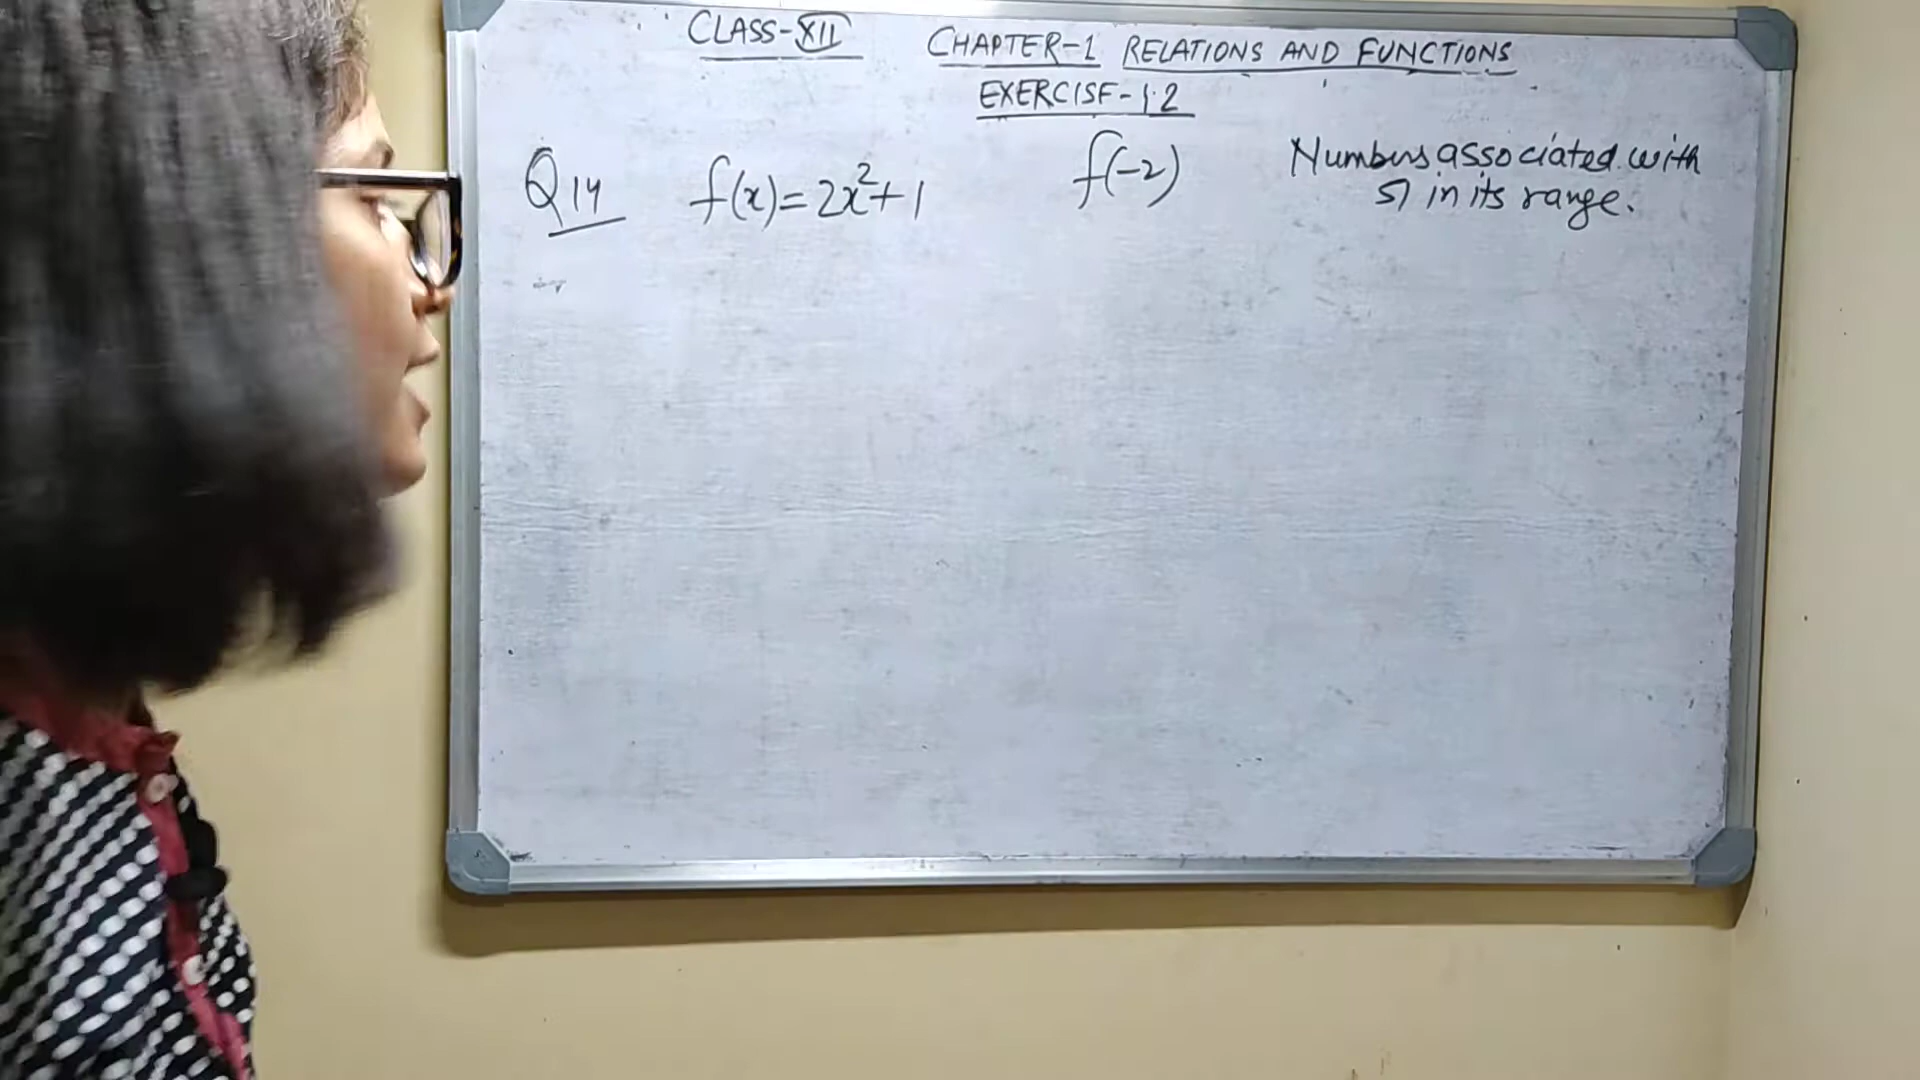 CLASS-XII
CHAPTER-1 RELATIONS AND FUNCTIONS
EXERCISE-1.2
Q14 f(x)=2x²+1 f(-2) Numbers associated with
51 in its range.